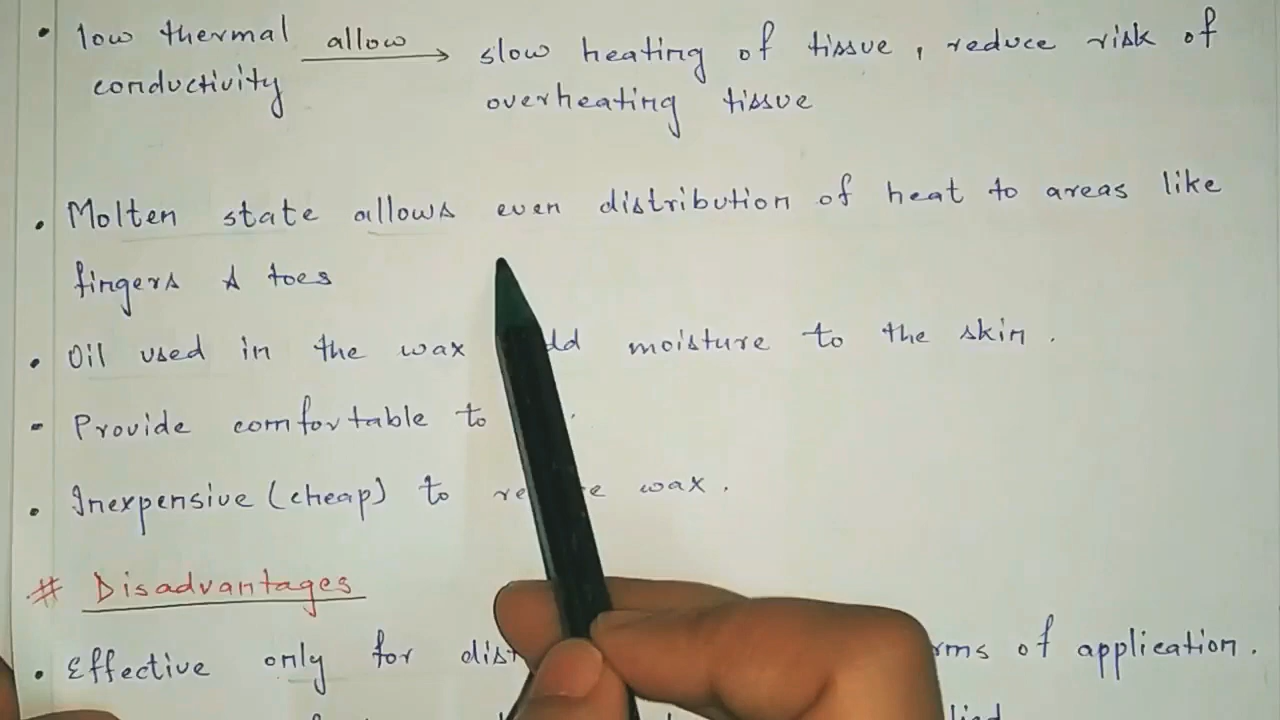 • low thermal allow → slow heating of tissue, reduce risk of
conductivity overheating tissue
• Molten state allows even distribution of heat to areas like
fingers & toes
• Oil used in the wax moisture to the skin.
- Provide comfortable to
• Inexpensive (cheap) to wax.
# Disadvantages
• Effective only for of application.